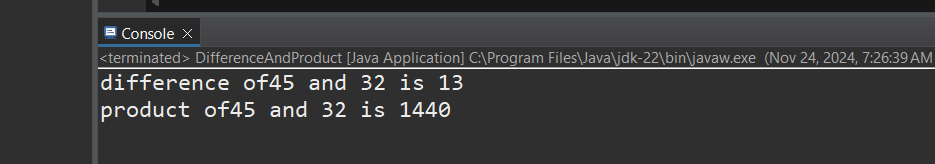 Console
<terminated> DifferenceAndProduct [Java Application] C:\Program Files\Java\jdk-22\bin\javaw.exe (Nov 24, 2024, 7:26:39 AM
difference of45 and 32 is 13
product of45 and 32 is 1440